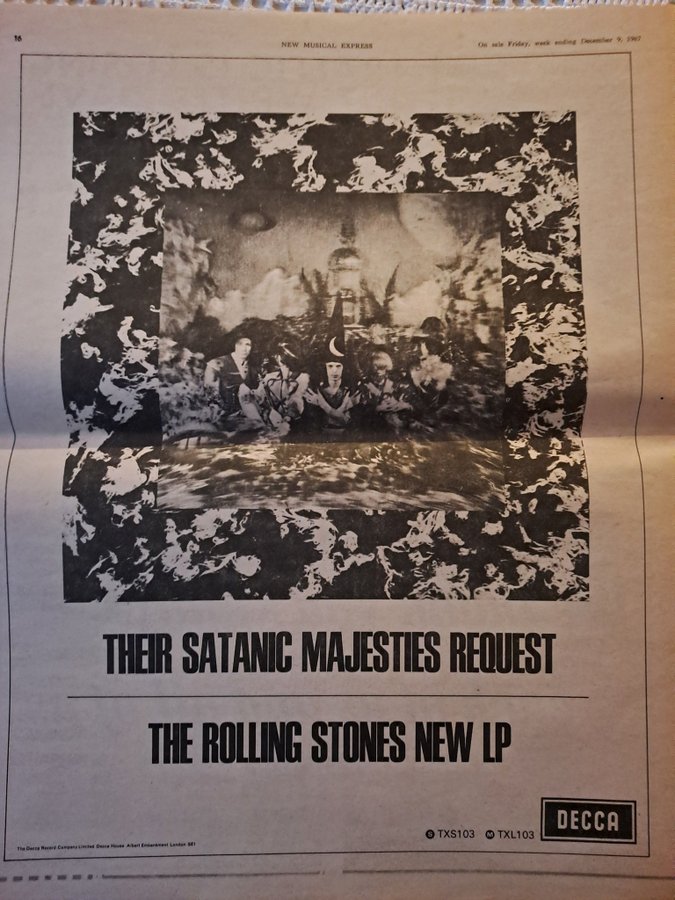 16
NEW MUSICAL EXPRESS
On sale Friday, week ending December 9, 1967
THEIR SATANIC MAJESTIES REQUEST
THE ROLLING STONES NEW LP
S TXS103 M TXL103
DECCA
The Decca Record Company Limited Decca House Albert Embankment London SE1